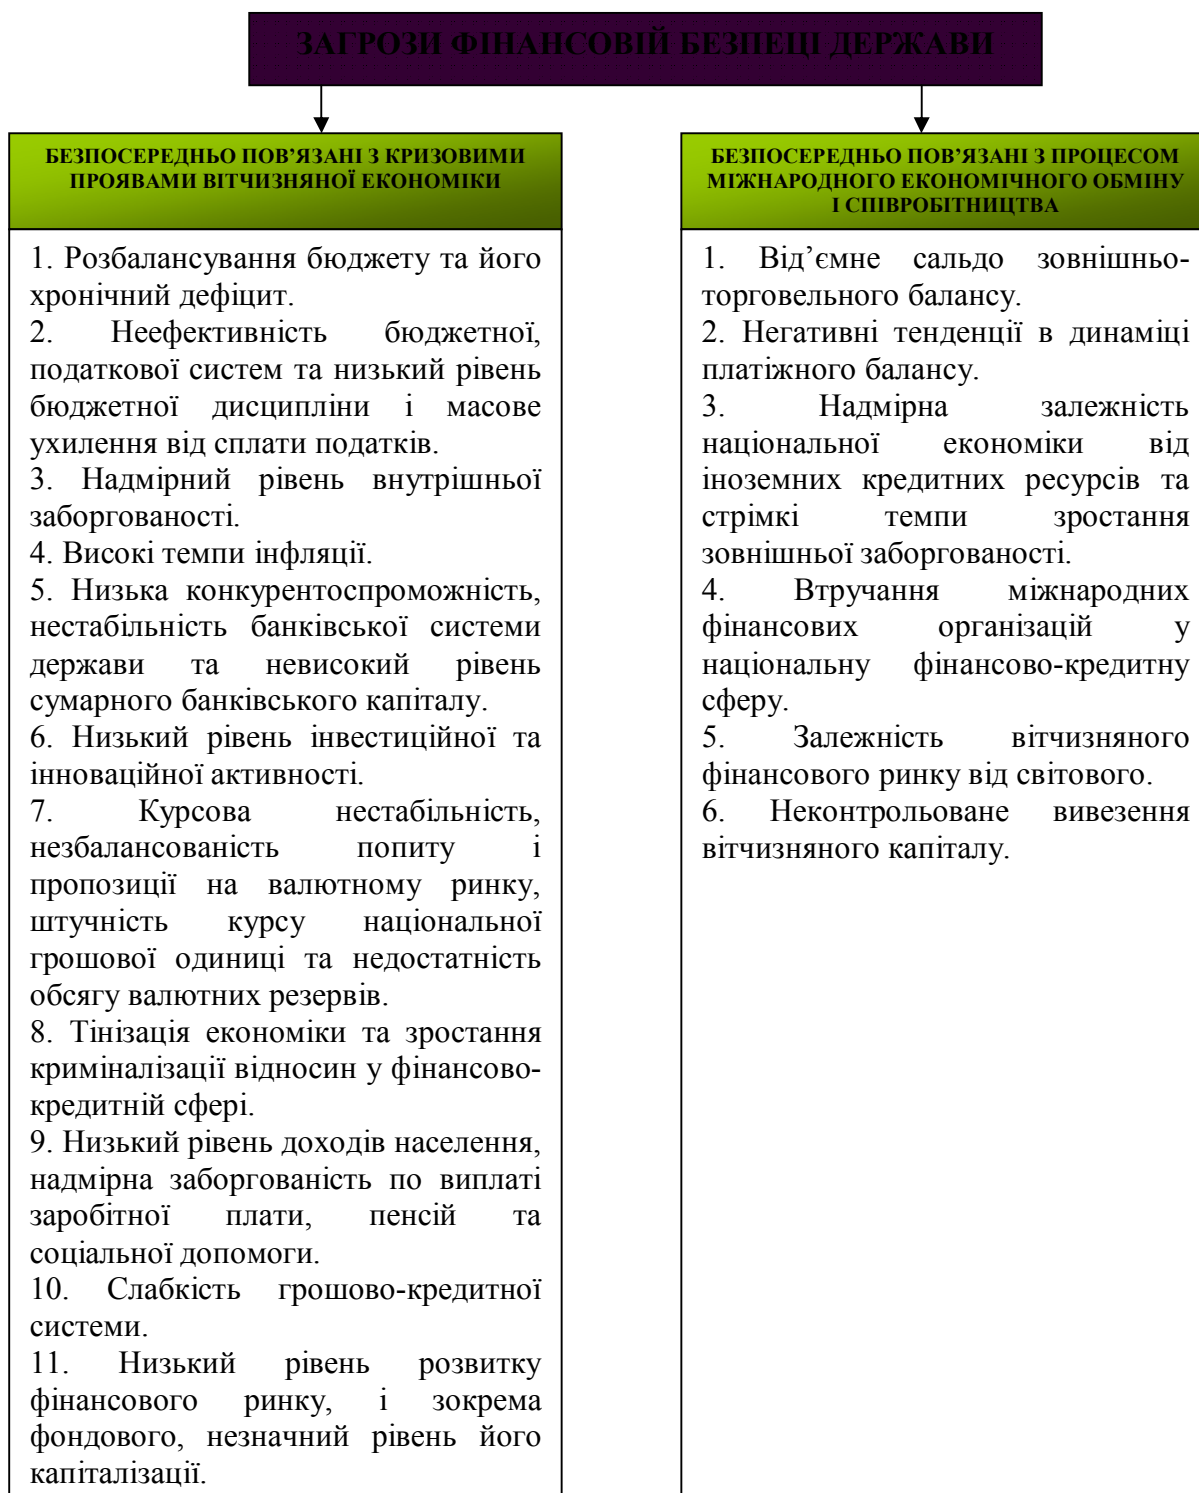 ЗАГРОЗИ ФІНАНСОВІЙ БЕЗПЕЦІ ДЕРЖАВИ
БЕЗПОСЕРЕДНЬО ПОВ’ЯЗАНІ З КРИЗОВИМИ
ПРОЯВАМИ ВІТЧИЗНЯНОЇ ЕКОНОМІКИ
1. Розбалансування бюджету та його
хронічний дефіцит.
2. Неефективність бюджетної,
податкової систем та низький рівень
бюджетної дисципліни і масове
ухилення від сплати податків.
3. Надмірний рівень внутрішньої
заборгованості.
4. Високі темпи інфляції.
5. Низька конкурентоспроможність,
нестабільність банківської системи
держави та невисокий рівень
сумарного банківського капіталу.
6. Низький рівень інвестиційної та
інноваційної активності.
7. Курсова нестабільність,
незбалансованість попиту і
пропозиції на валютному ринку,
штучність курсу національної
грошової одиниці та недостатність
обсягу валютних резервів.
8. Тінізація економіки та зростання
криміналізації відносин у фінансово-
кредитній сфері.
9. Низький рівень доходів населення,
надмірна заборгованість по виплаті
заробітної плати, пенсій та
соціальної допомоги.
10. Слабкість грошово-кредитної
системи.
11. Низький рівень розвитку
фінансового ринку, і зокрема
фондового, незначний рівень його
капіталізації.
БЕЗПОСЕРЕДНЬО ПОВ’ЯЗАНІ З ПРОЦЕСОМ
МІЖНАРОДНОГО ЕКОНОМІЧНОГО ОБМІНУ
І СПІВРОБІТНИЦТВА
1. Від’ємне сальдо зовнішньо-
торговельного балансу.
2. Негативні тенденції в динаміці
платіжного балансу.
3. Надмірна залежність
національної економіки від
іноземних кредитних ресурсів та
стрімкі темпи зростання
зовнішньої заборгованості.
4. Втручання міжнародних
фінансових організацій у
національну фінансово-кредитну
сферу.
5. Залежність вітчизняного
фінансового ринку від світового.
6. Неконтрольоване вивезення
вітчизняного капіталу.